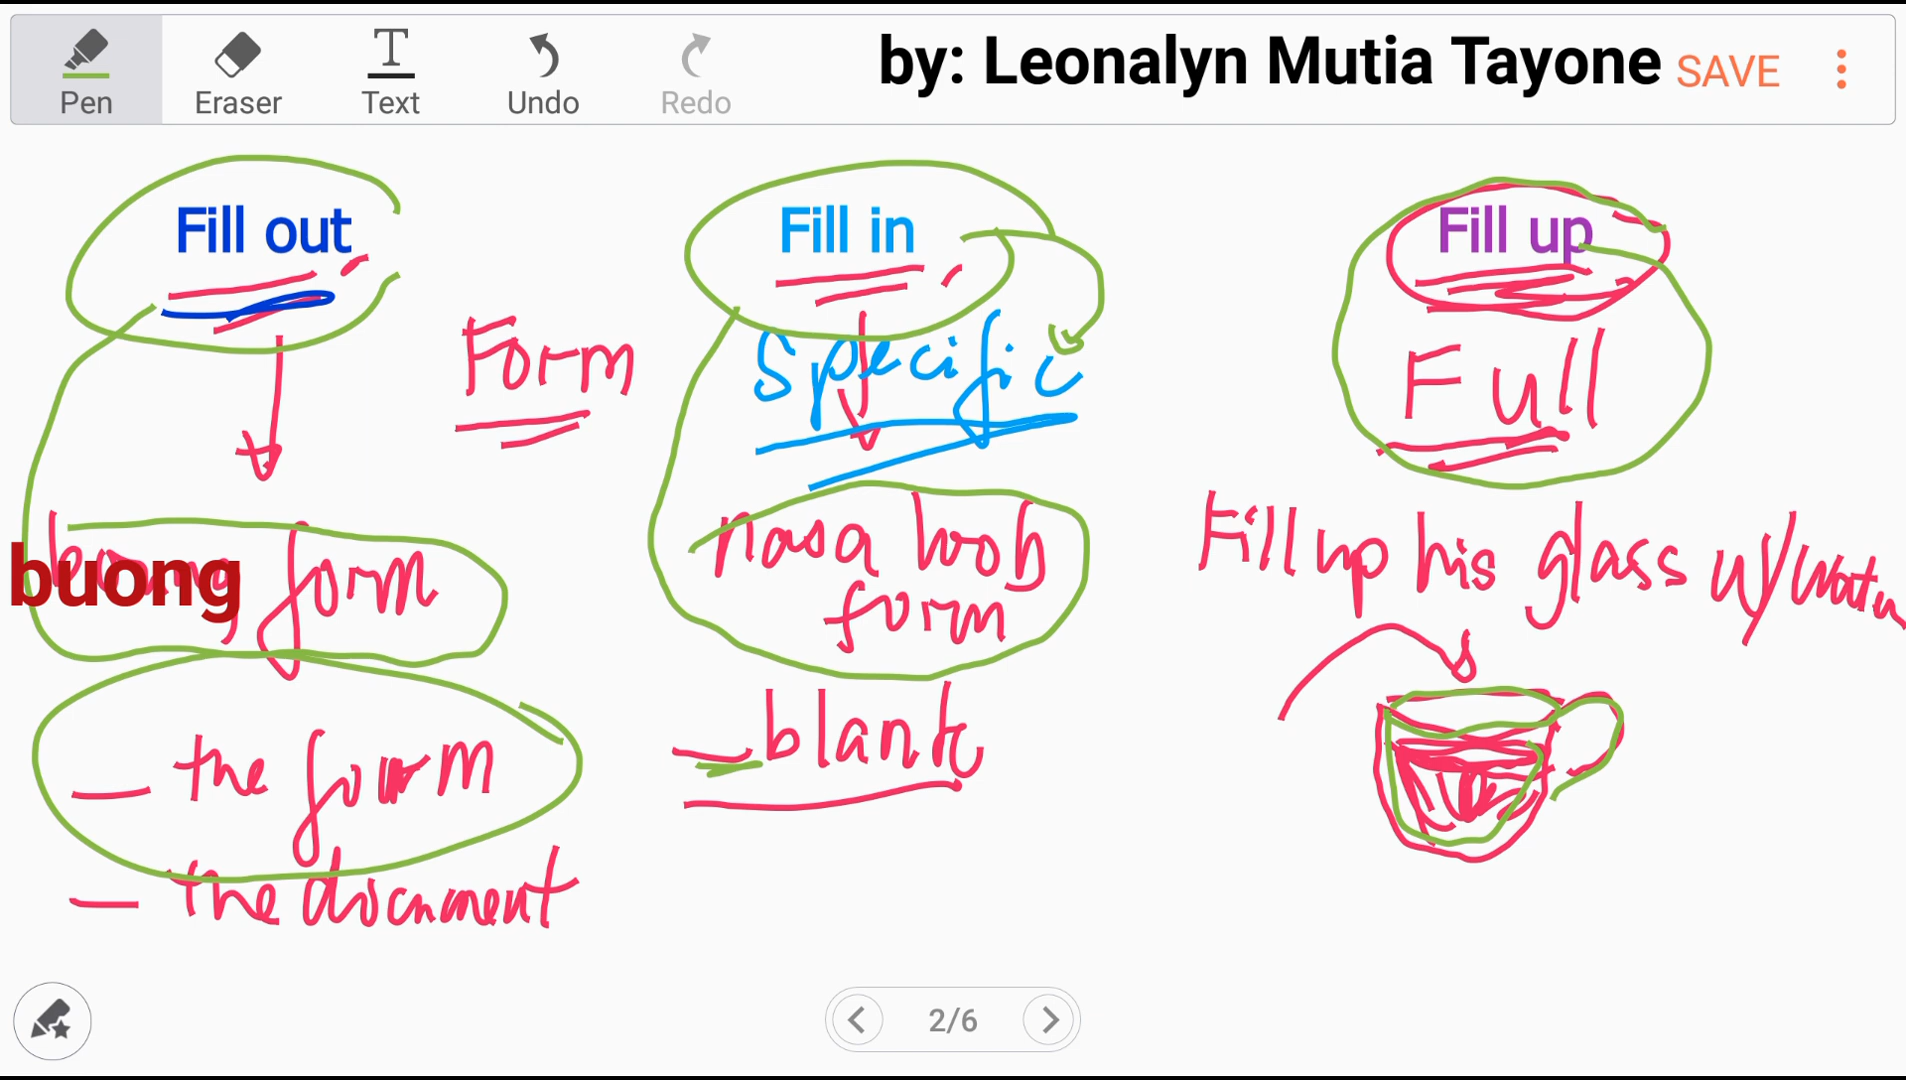 by: Leonalyn Mutia Tayone
SAVE
Pen
Eraser
Text
Undo
Redo
Fill out
Form
buong form
the form
the document
Fill in
Specific
nasa loob
form
blank
Fill up
Full
Fill up his glass w/ water
2/6